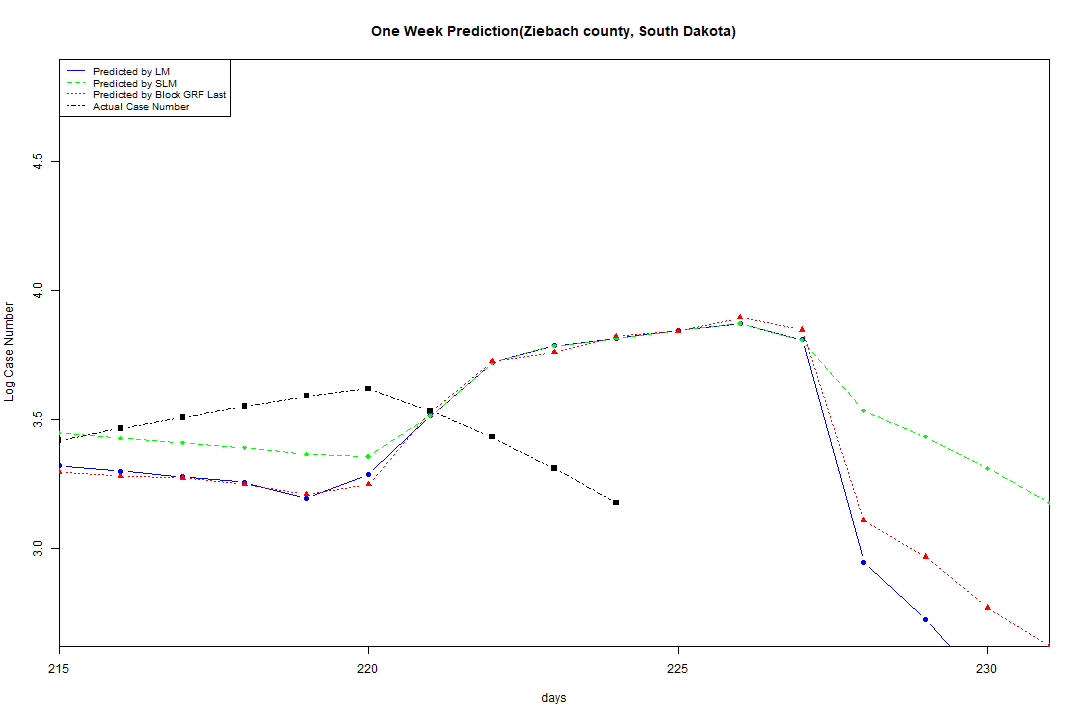 One Week Prediction(Ziebach county, South Dakota)
Predicted by LM
Predicted by SLM
Predicted by Block GRF Last
Actual Case Number
4.5
4.0
3.5
3.0
Log Case Number
215 220 225 230
days